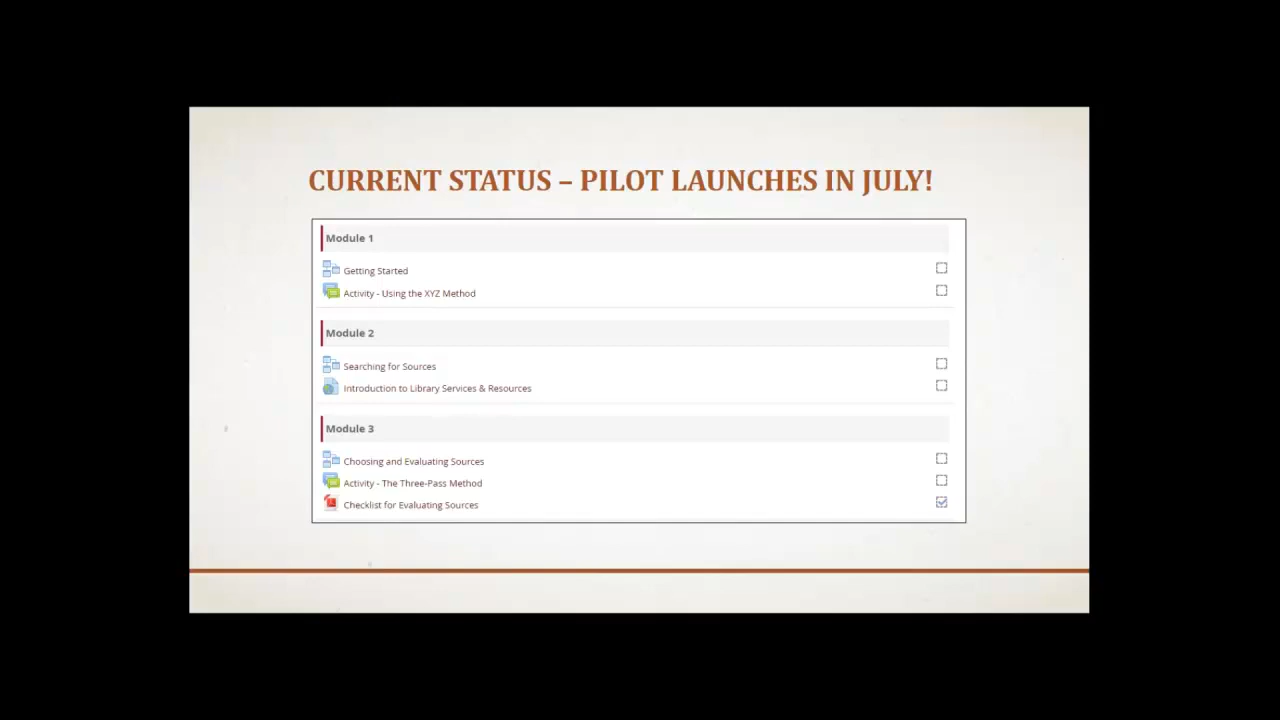 CURRENT STATUS – PILOT LAUNCHES IN JULY!
Module 1
Getting Started
Activity - Using the XYZ Method
Module 2
Searching for Sources
Introduction to Library Services & Resources
Module 3
Choosing and Evaluating Sources
Activity - The Three-Pass Method
Checklist for Evaluating Sources